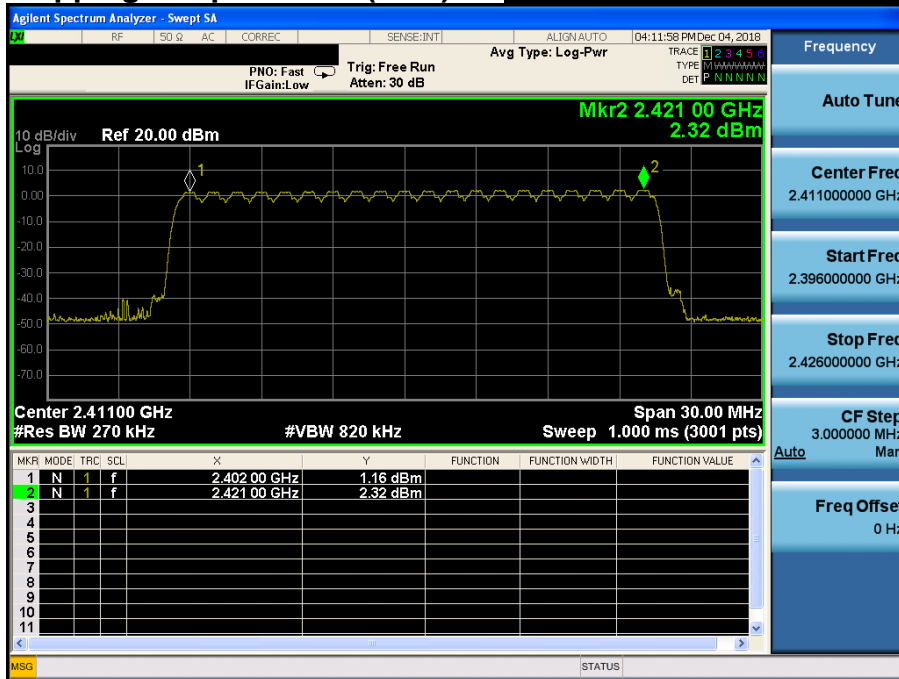 Agilent Spectrum Analyzer - Swept SA
LXI RF 50 Ω AC CORREC SENSE:INT ALIGN AUTO 04:11:58 PM Dec 04, 2018
Avg Type: Log-Pwr
TRACE 1 2 3 4 5 6
TYPE M
DET P N N N N N
PNO: Fast
IFGain:Low
Trig: Free Run
Atten: 30 dB
Mkr2 2.421 00 GHz
2.32 dBm
10 dB/div Ref 20.00 dBm
Log
10.0
0.00
-10.0
-20.0
-30.0
-40.0
-50.0
-60.0
-70.0
1
2
Center 2.41100 GHz Span 30.00 MHz
#Res BW 270 kHz #VBW 820 kHz Sweep 1.000 ms (3001 pts)
MKR MODE TRC SCL X Y FUNCTION FUNCTION WIDTH FUNCTION VALUE
1 N 1 f 2.402 00 GHz 1.16 dBm
2 N 1 f 2.421 00 GHz 2.32 dBm
3
4
5
6
7
8
9
10
11
MSG STATUS
Frequency
Auto Tune
Center Freq
2.411000000 GHz
Start Freq
2.396000000 GHz
Stop Freq
2.426000000 GHz
CF Step
3.000000 MHz
Auto Man
Freq Offset
0 Hz